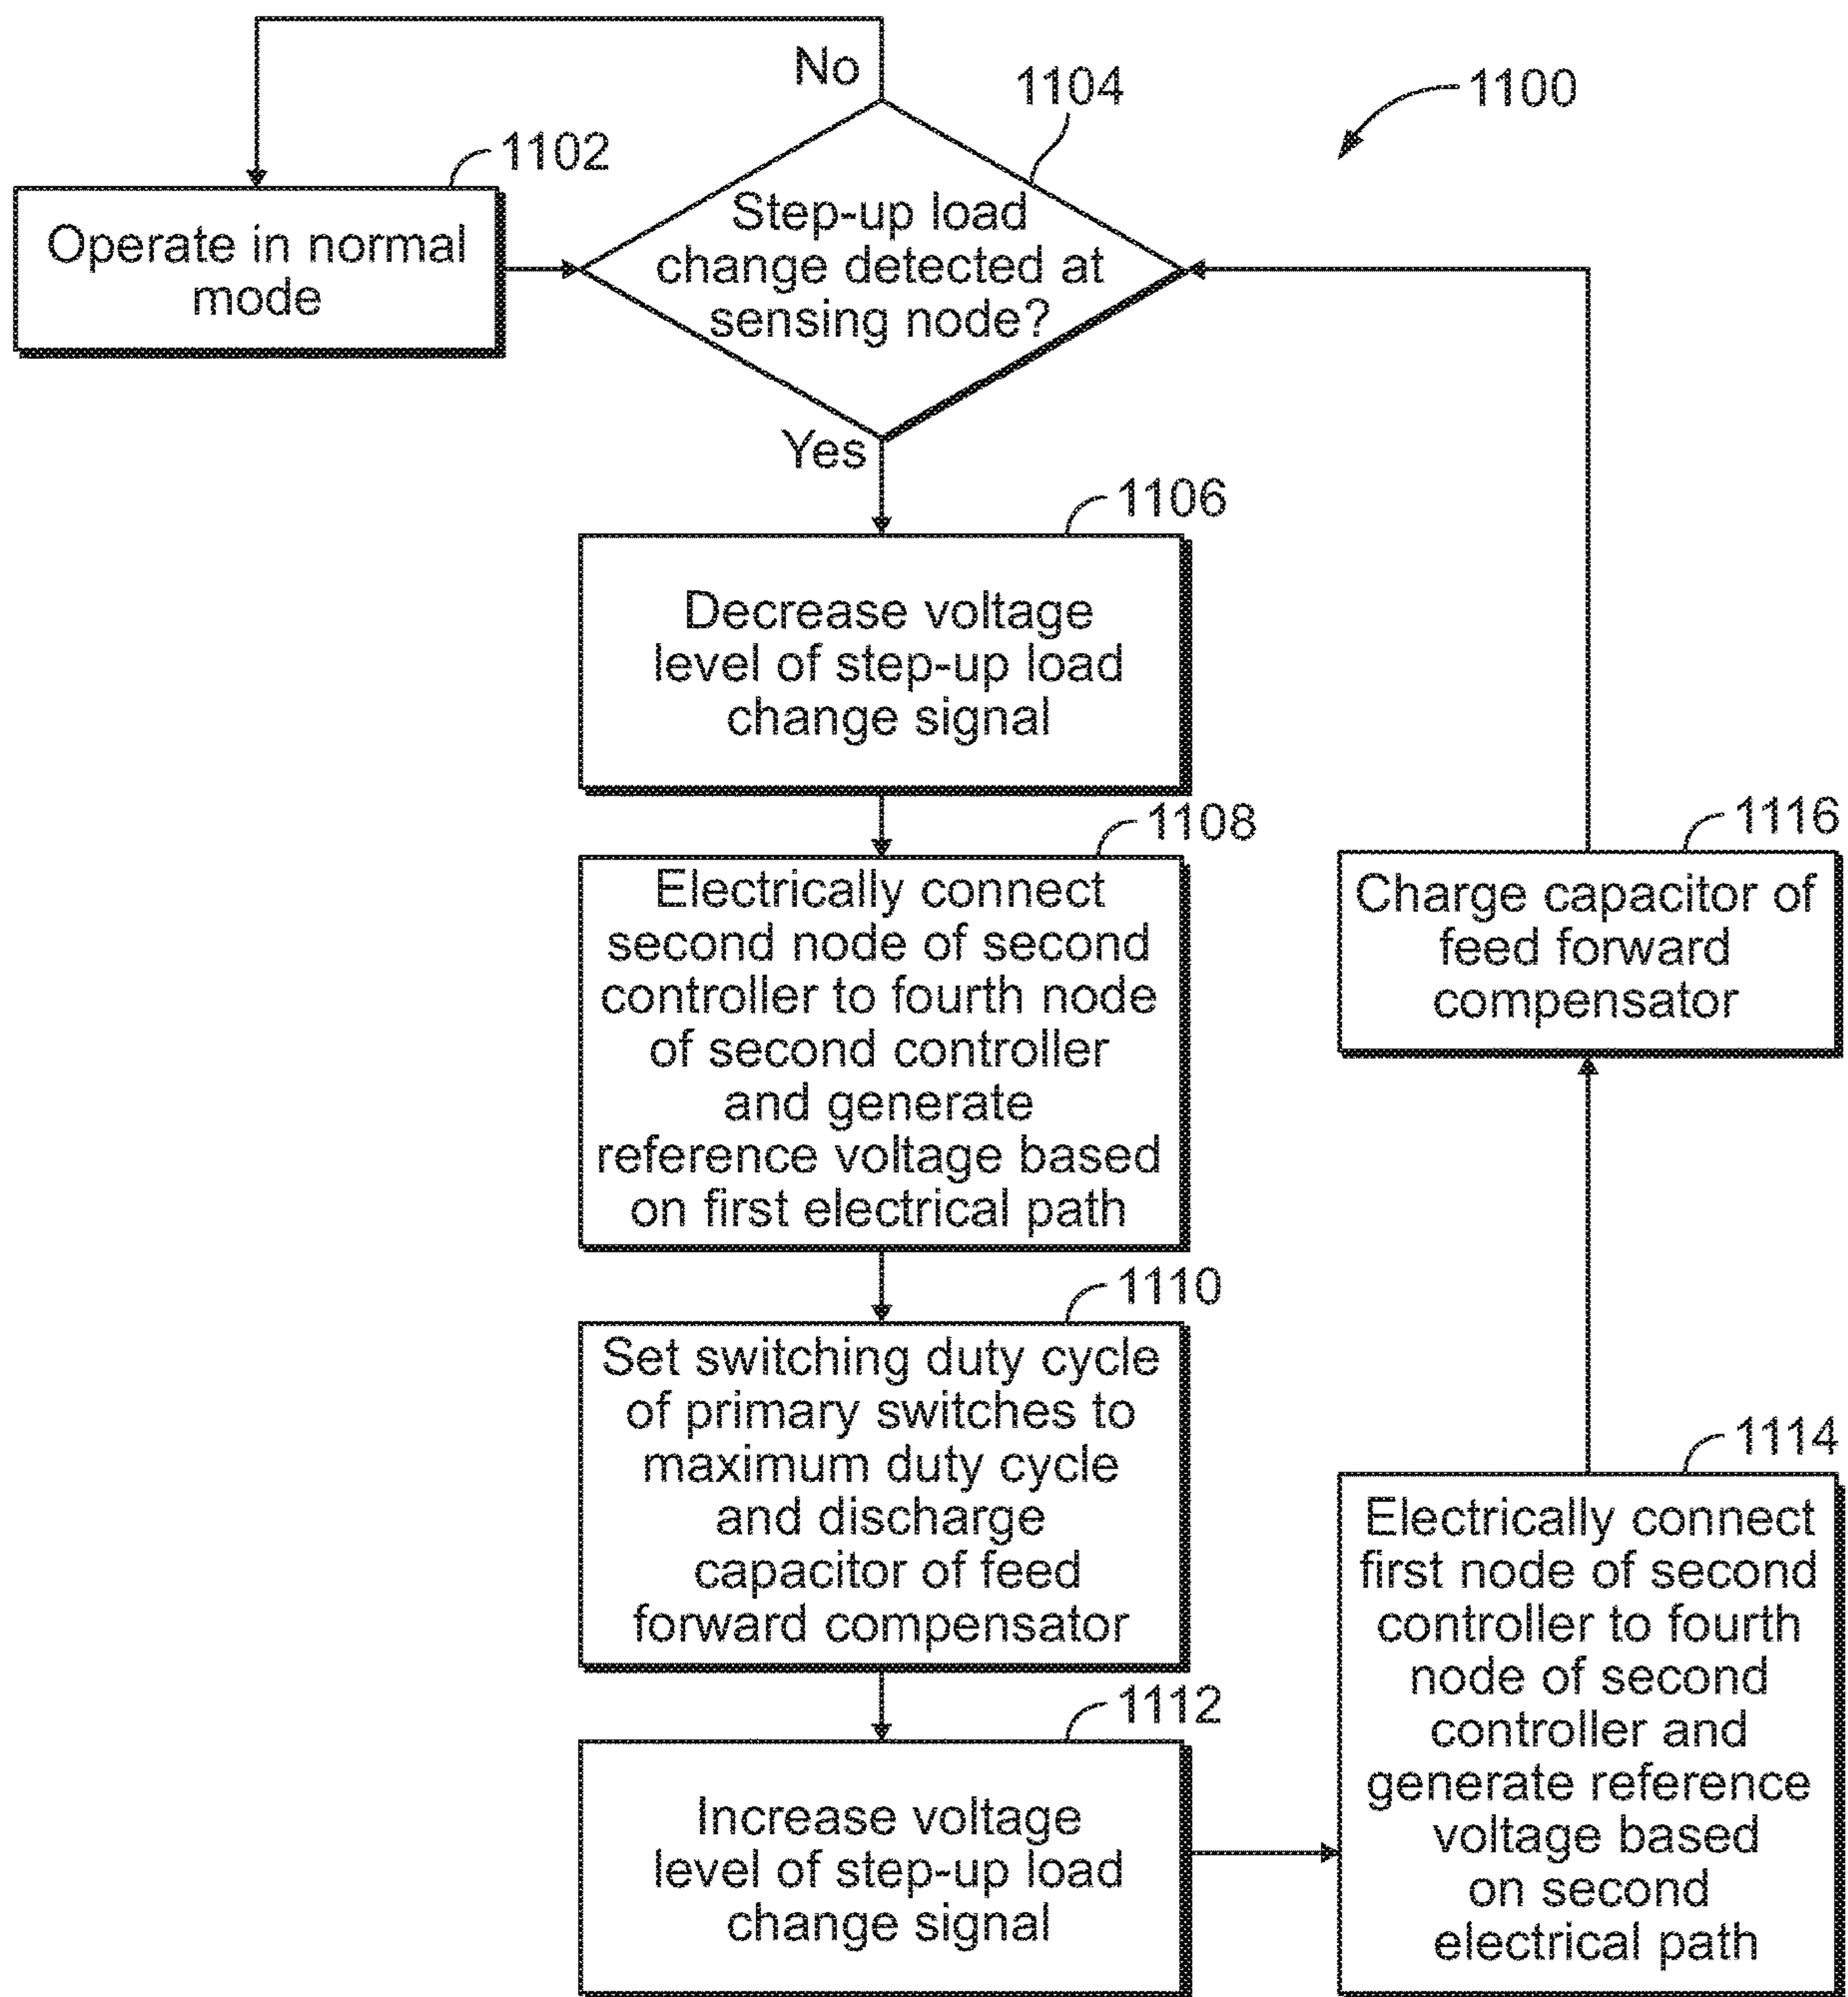 No
1104
1100
1102
Operate in normal
mode
Step-up load
change detected at
sensing node?
Yes
1106
Decrease voltage
level of step-up load
change signal
1108
Electrically connect
second node of second
controller to fourth node
of second controller
and generate
reference voltage based
on first electrical path
1110
Set switching duty cycle
of primary switches to
maximum duty cycle
and discharge
capacitor of feed
forward compensator
1112
Increase voltage
level of step-up load
change signal
1114
Electrically connect
first node of second
controller to fourth
node of second
controller and
generate reference
voltage based
on second
electrical path
1116
Charge capacitor of
feed forward
compensator